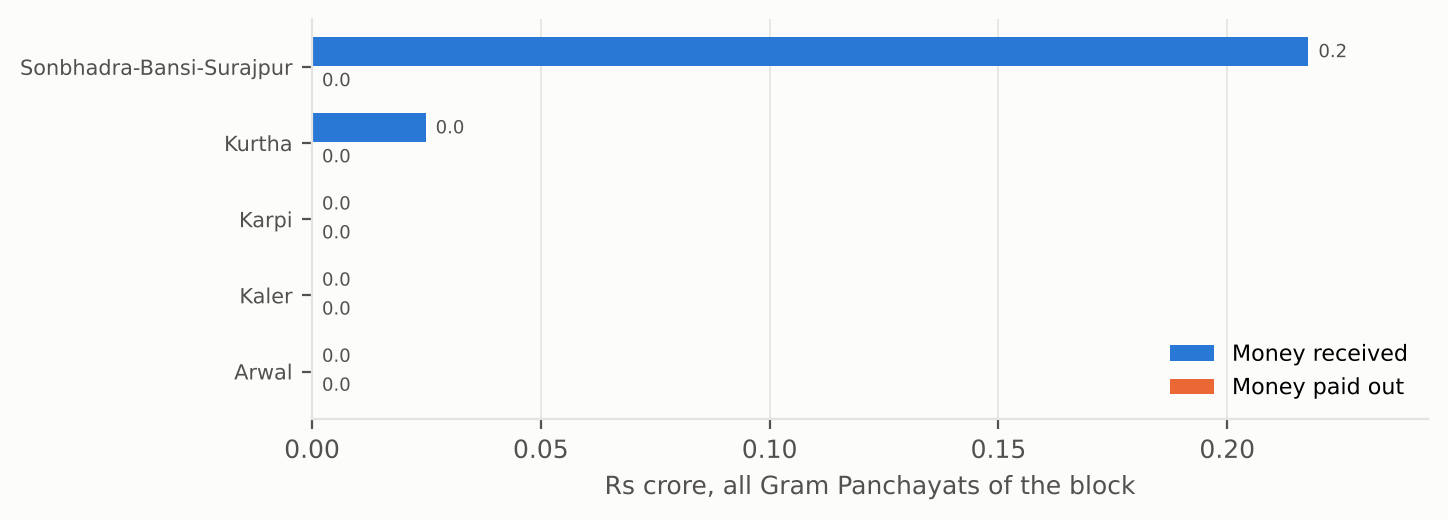 Sonbhadra-Bansi-Surajpur
0.2
0.0
Kurtha
0.0
0.0
Karpi
0.0
0.0
Kaler
0.0
0.0
Arwal
0.0
0.0
Money received
Money paid out
0.00 0.05 0.10 0.15 0.20
Rs crore, all Gram Panchayats of the block